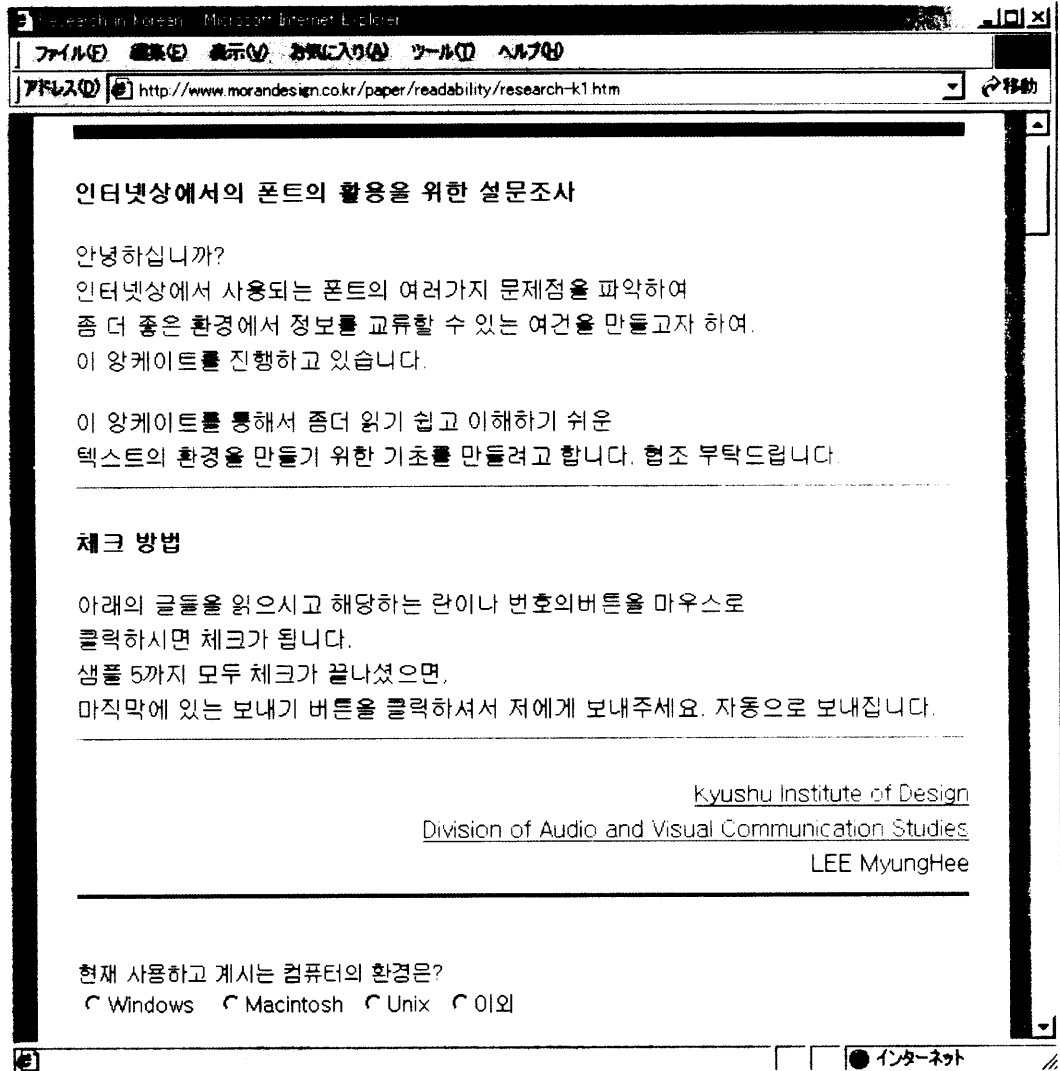 Research in Korean - Microsoft Internet Explorer
ファイル(F) 編集(E) 表示(V) お気に入り(A) ツール(T) ヘルプ(H)
アドレス(D) http://www.morandesign.co.kr/paper/readability/research-k1.htm 移動
인터넷상에서의 폰트의 활용을 위한 설문조사
안녕하십니까?
인터넷상에서 사용되는 폰트의 여러가지 문제점을 파악하여
좀 더 좋은 환경에서 정보를 교류할 수 있는 여건을 만들고자 하여,
이 앙케이트를 진행하고 있습니다.
이 앙케이트를 통해서 좀더 읽기 쉽고 이해하기 쉬운
텍스트의 환경을 만들기 위한 기초를 만들려고 합니다. 협조 부탁드립니다.
체크 방법
아래의 글들을 읽으시고 해당하는 란이나 번호의버튼을 마우스로
클릭하시면 체크가 됩니다.
샘플 5까지 모두 체크가 끝나셨으면,
마직막에 있는 보내기 버튼을 클릭하셔서 저에게 보내주세요. 자동으로 보내집니다.
Kyushu Institute of Design
Division of Audio and Visual Communication Studies
LEE MyungHee
현재 사용하고 계시는 컴퓨터의 환경은?
Windows Macintosh Unix 이외
インターネット